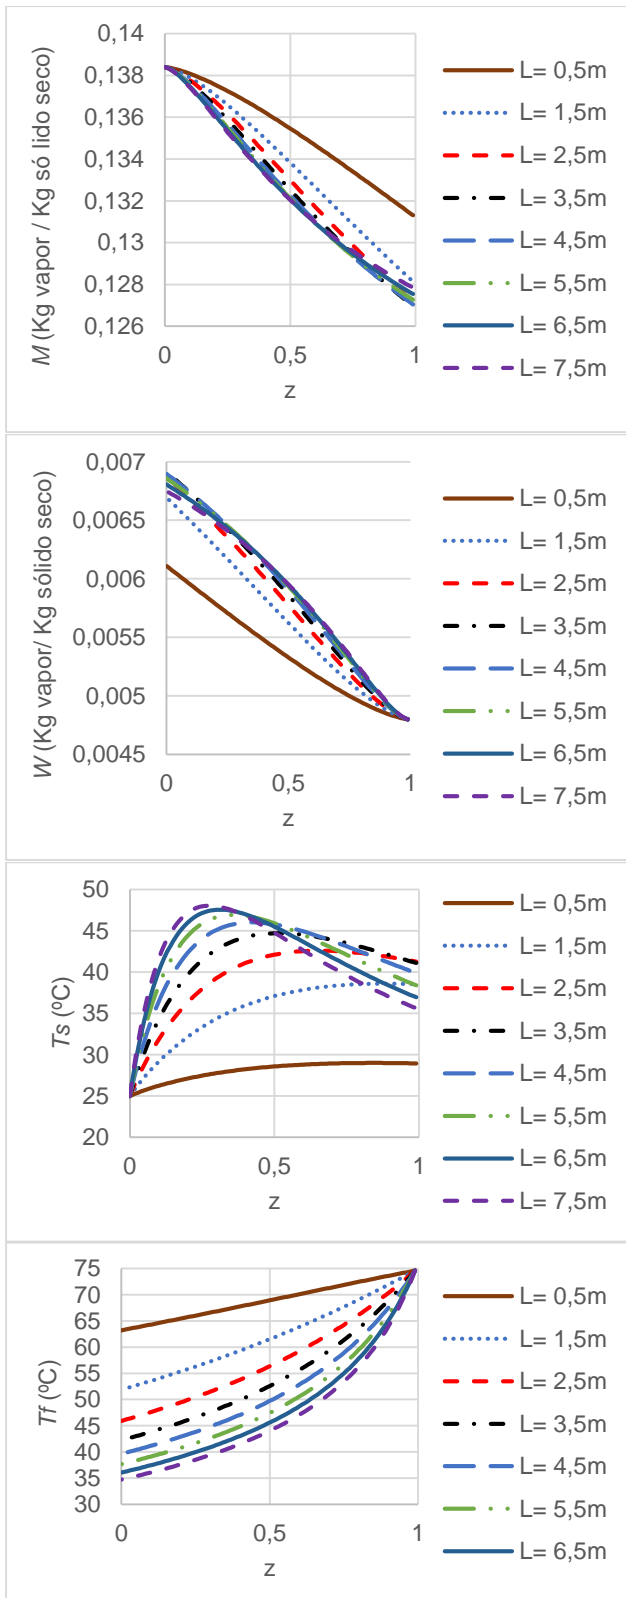 0,14
0,138
0,136
0,134
0,132
0,13
0,128
0,126
M (Kg vapor / Kg só lido seco)
0
0,5
1
z
L= 0,5m
L= 1,5m
L= 2,5m
L= 3,5m
L= 4,5m
L= 5,5m
L= 6,5m
L= 7,5m
0,007
0,0065
0,006
0,0055
0,005
0,0045
W (Kg vapor/ Kg sólido seco)
0
0,5
1
z
L= 0,5m
L= 1,5m
L= 2,5m
L= 3,5m
L= 4,5m
L= 5,5m
L= 6,5m
L= 7,5m
50
45
40
35
30
25
20
Ts (ºC)
0
0,5
1
z
L= 0,5m
L= 1,5m
L= 2,5m
L= 3,5m
L= 4,5m
L= 5,5m
L= 6,5m
L= 7,5m
75
70
65
60
55
50
45
40
35
30
Tf (ºC)
0
0,5
1
z
L= 0,5m
L= 1,5m
L= 2,5m
L= 3,5m
L= 4,5m
L= 5,5m
L= 6,5m